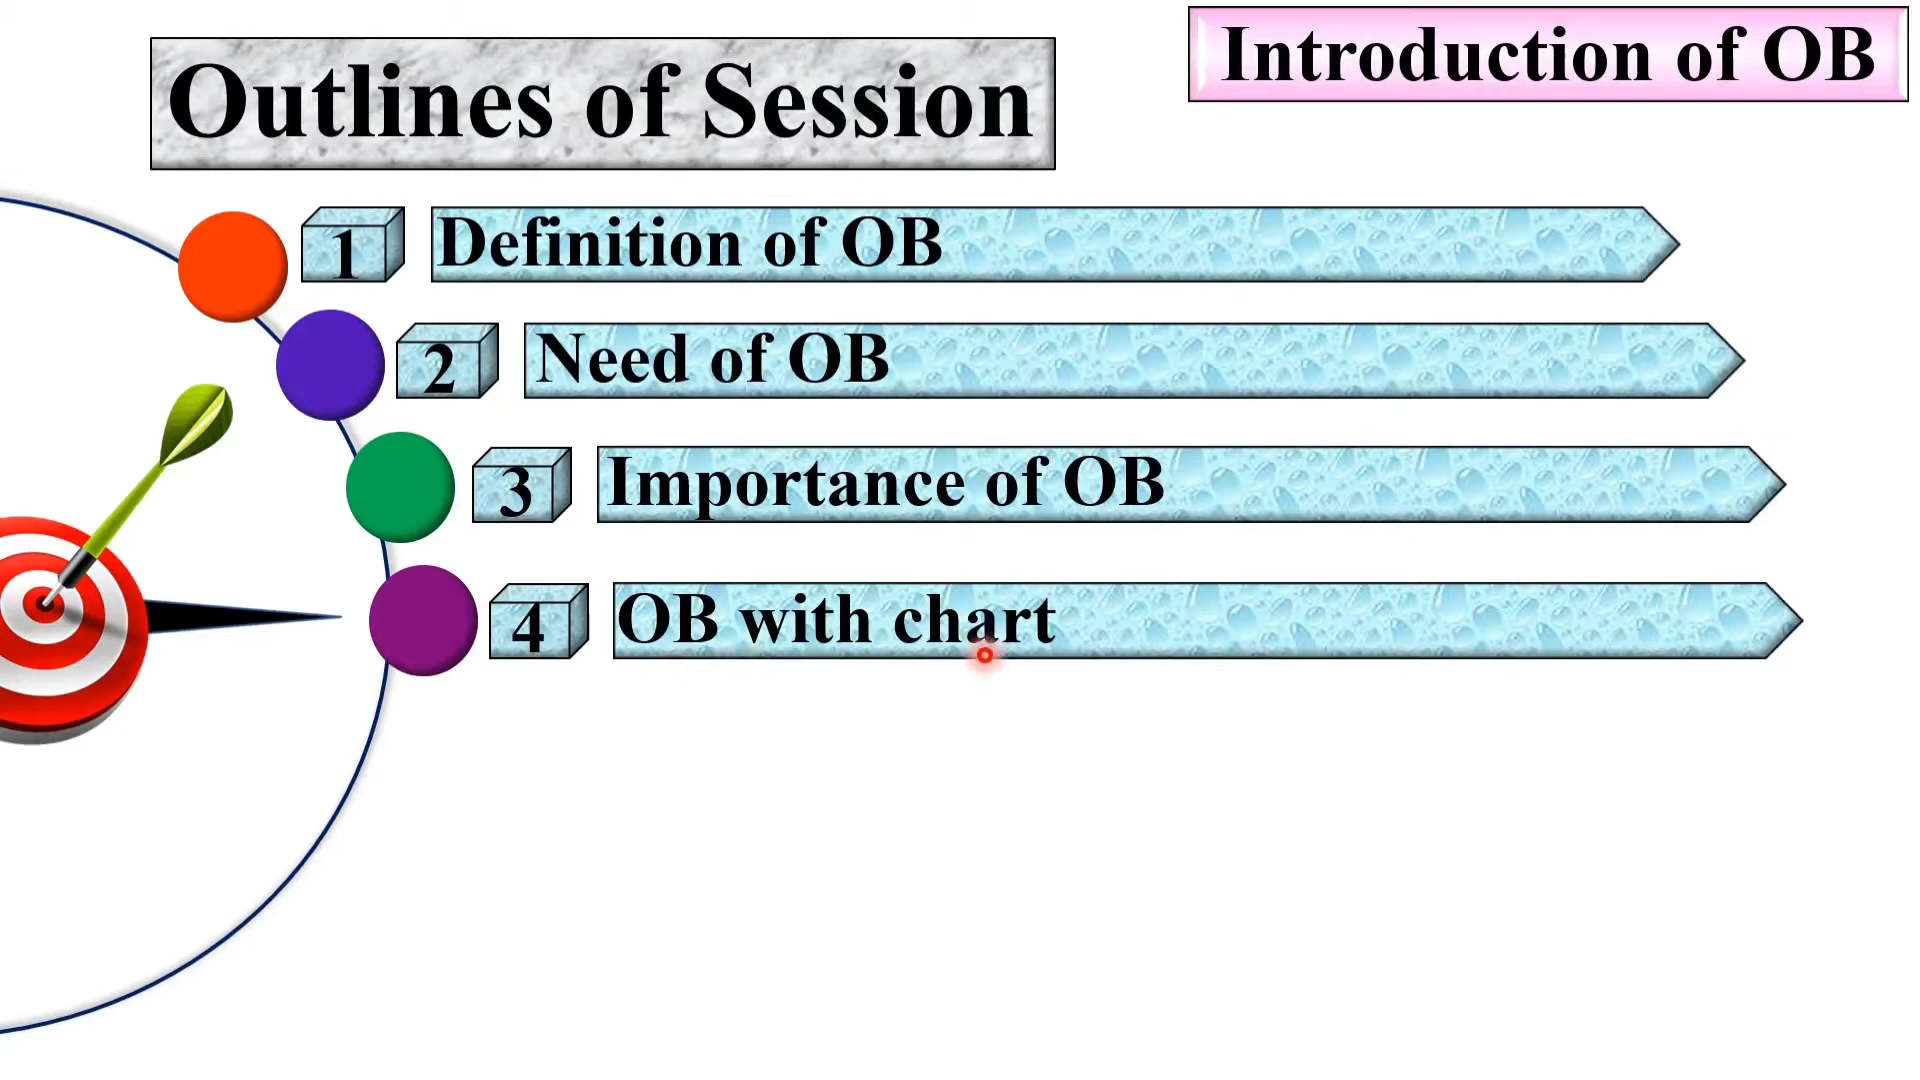 Introduction of OB
Outlines of Session
1 Definition of OB
2 Need of OB
3 Importance of OB
4 OB with chart